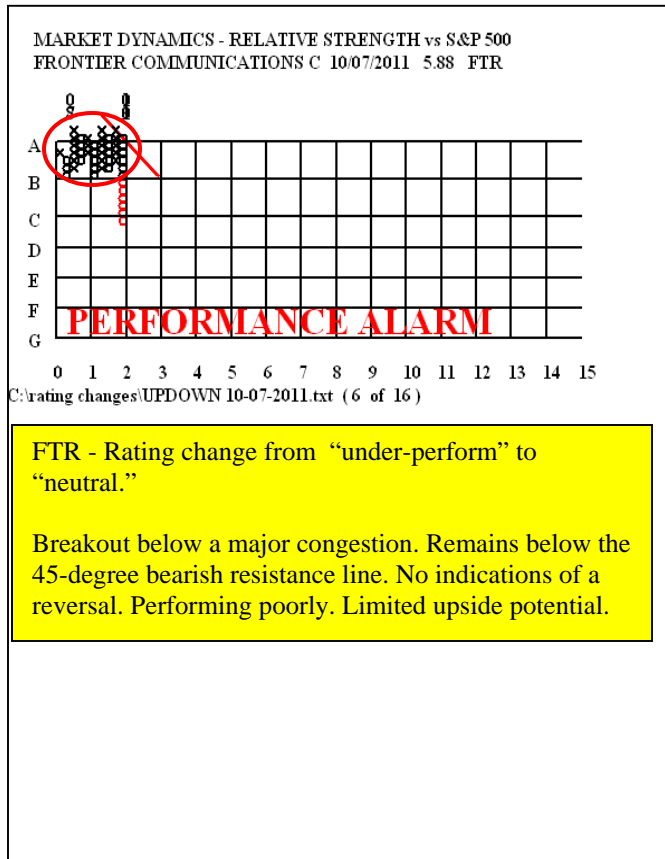 MARKET DYNAMICS - RELATIVE STRENGTH vs S&P 500
FRONTIER COMMUNICATIONS C 10/07/2011 5.88 FTR
A
B
C
D
E
F
G
PERFORMANCE ALARM
0 1 2 3 4 5 6 7 8 9 10 11 12 13 14 15
C:\rating changes\UPDOWN 10-07-2011.txt ( 6 of 16 )
FTR - Rating change from “under-perform” to
“neutral.”
Breakout below a major congestion. Remains below the
45-degree bearish resistance line. No indications of a
reversal. Performing poorly. Limited upside potential.